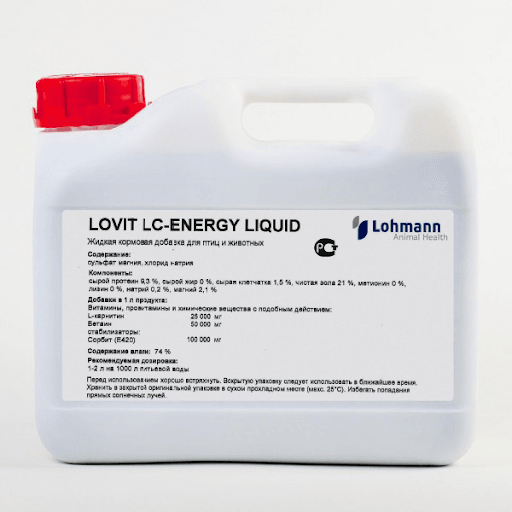 LOVIT LC-ENERGY LIQUID
Lohmann
Animal Health
Жидкая кормовая добавка для птиц и животных
РСТ
Содержание:
сульфат магния, хлорид натрия
Компоненты:
сырой протеин 9,3 %, сырой жир 0 %, сырая клетчатка 1,5 %, чистая зола 21 %, метионин 0 %,
лизин 0 %, натрий 0,2 %, магний 2,1 %
Добавки в 1 л продукта:
Витамины, провитамины и химические вещества с подобным действием:
L-карнитин 25 000 мг
Бетаин 50 000 мг
стабилизаторы:
Сорбит (E420) 100 000 мг
Содержание влаги: 74 %
Рекомендуемая дозировка:
1-2 л на 1000 л питьевой воды
Перед использованием хорошо встряхнуть. Вскрытую упаковку следует использовать в ближайшее время.
Хранить в закрытой оригинальной упаковке в сухом прохладном месте (макс. 25°C). Избегать попадания
прямых солнечных лучей.